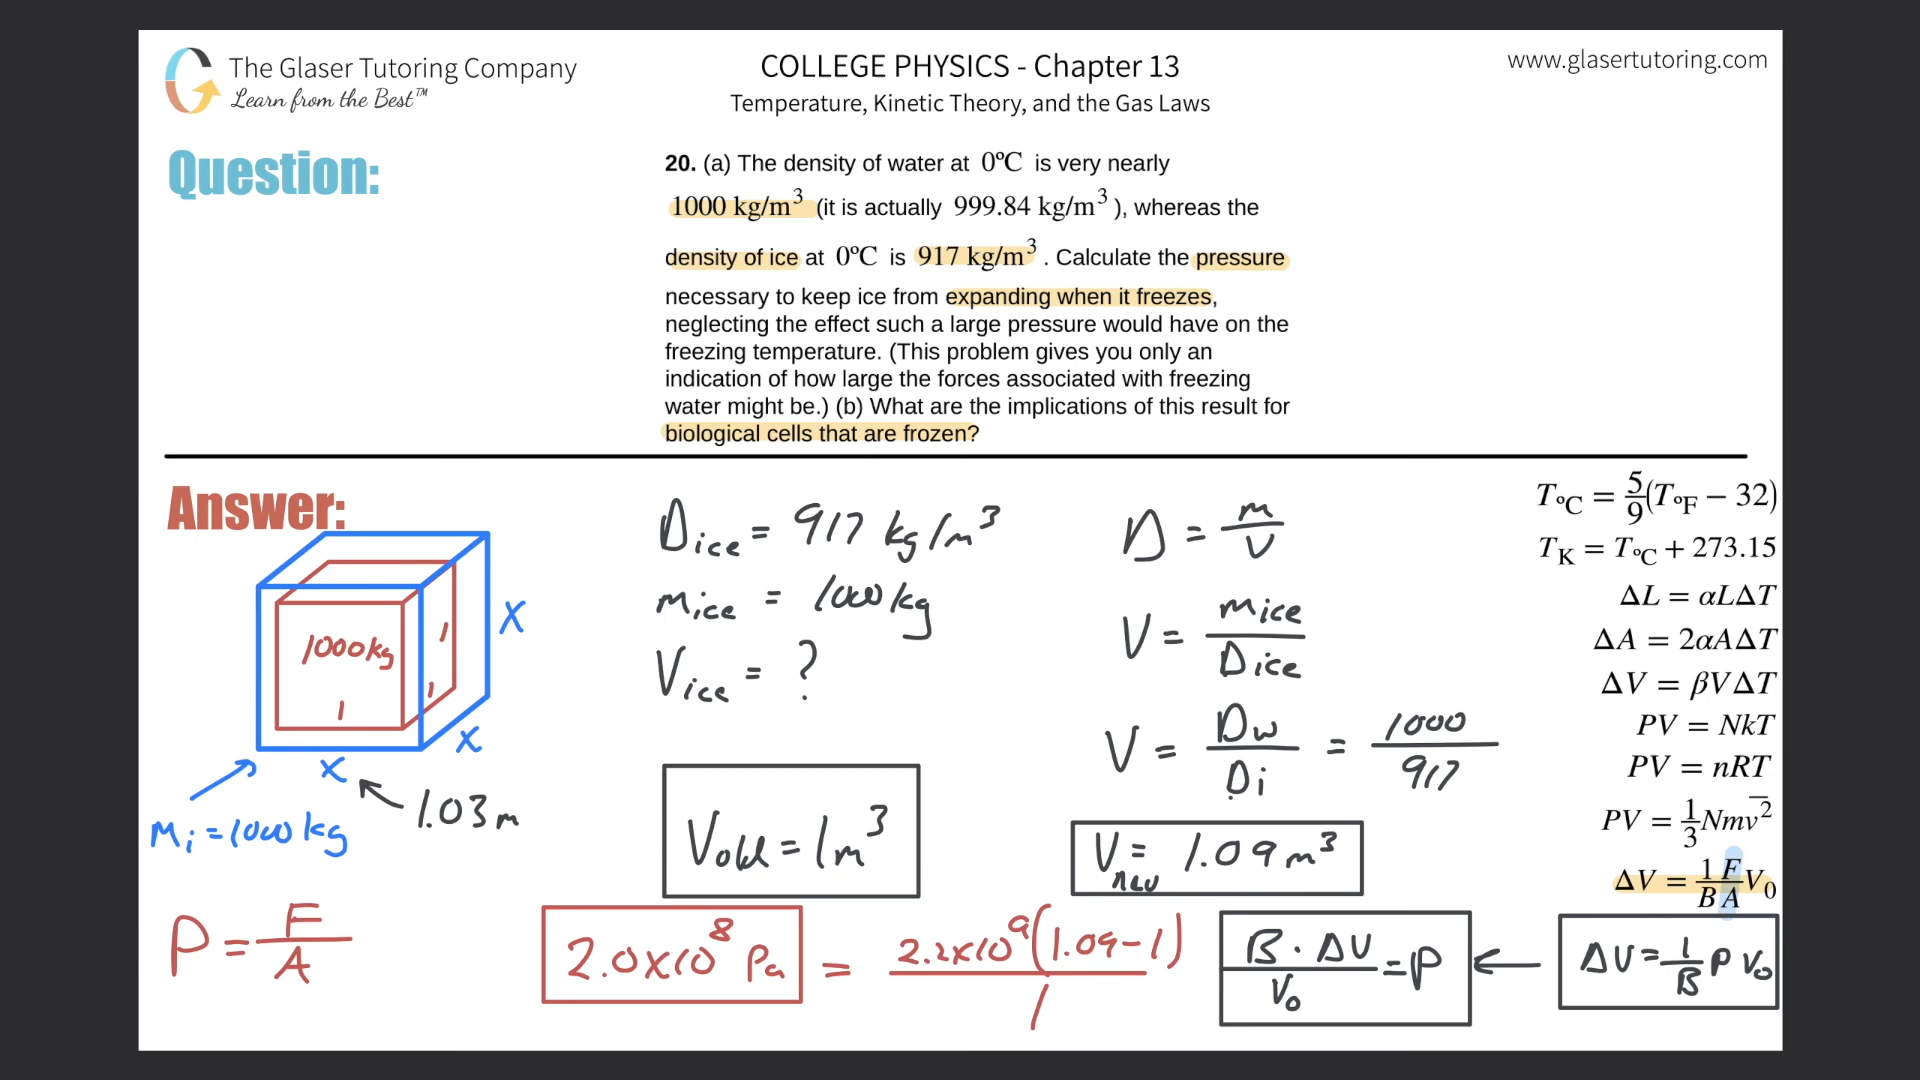 The Glaser Tutoring Company
Learn from the Best™
COLLEGE PHYSICS - Chapter 13
Temperature, Kinetic Theory, and the Gas Laws
www.glasertutoring.com
Question:
20. (a) The density of water at 0ºC is very nearly
1000 kg/m³ (it is actually 999.84 kg/m³ ), whereas the
density of ice at 0ºC is 917 kg/m³ . Calculate the pressure
necessary to keep ice from expanding when it freezes,
neglecting the effect such a large pressure would have on the
freezing temperature. (This problem gives you only an
indication of how large the forces associated with freezing
water might be.) (b) What are the implications of this result for
biological cells that are frozen?
Answer:
1000kg
1
1
1
x
x
x
1.03 m
Mi = 1000 kg
P = F/A
Dice = 917 kg/m³
mice = 1000 kg
Vice = ?
Vold = 1m³
D = m/V
V = mice/Dice
V = Dw/Di = 1000/917
Vnew = 1.09 m³
2.0x10⁸ Pa = 2.2x10⁹(1.09-1)/1
B · ΔV/V₀ = P
ΔV = 1/B P V₀
T°C = 5/9(T°F − 32)
TK = T°C + 273.15
ΔL = αLΔT
ΔA = 2αAΔT
ΔV = βVΔT
PV = NkT
PV = nRT
PV = 1/3 Nmv̅²
ΔV = 1/B F/A V₀